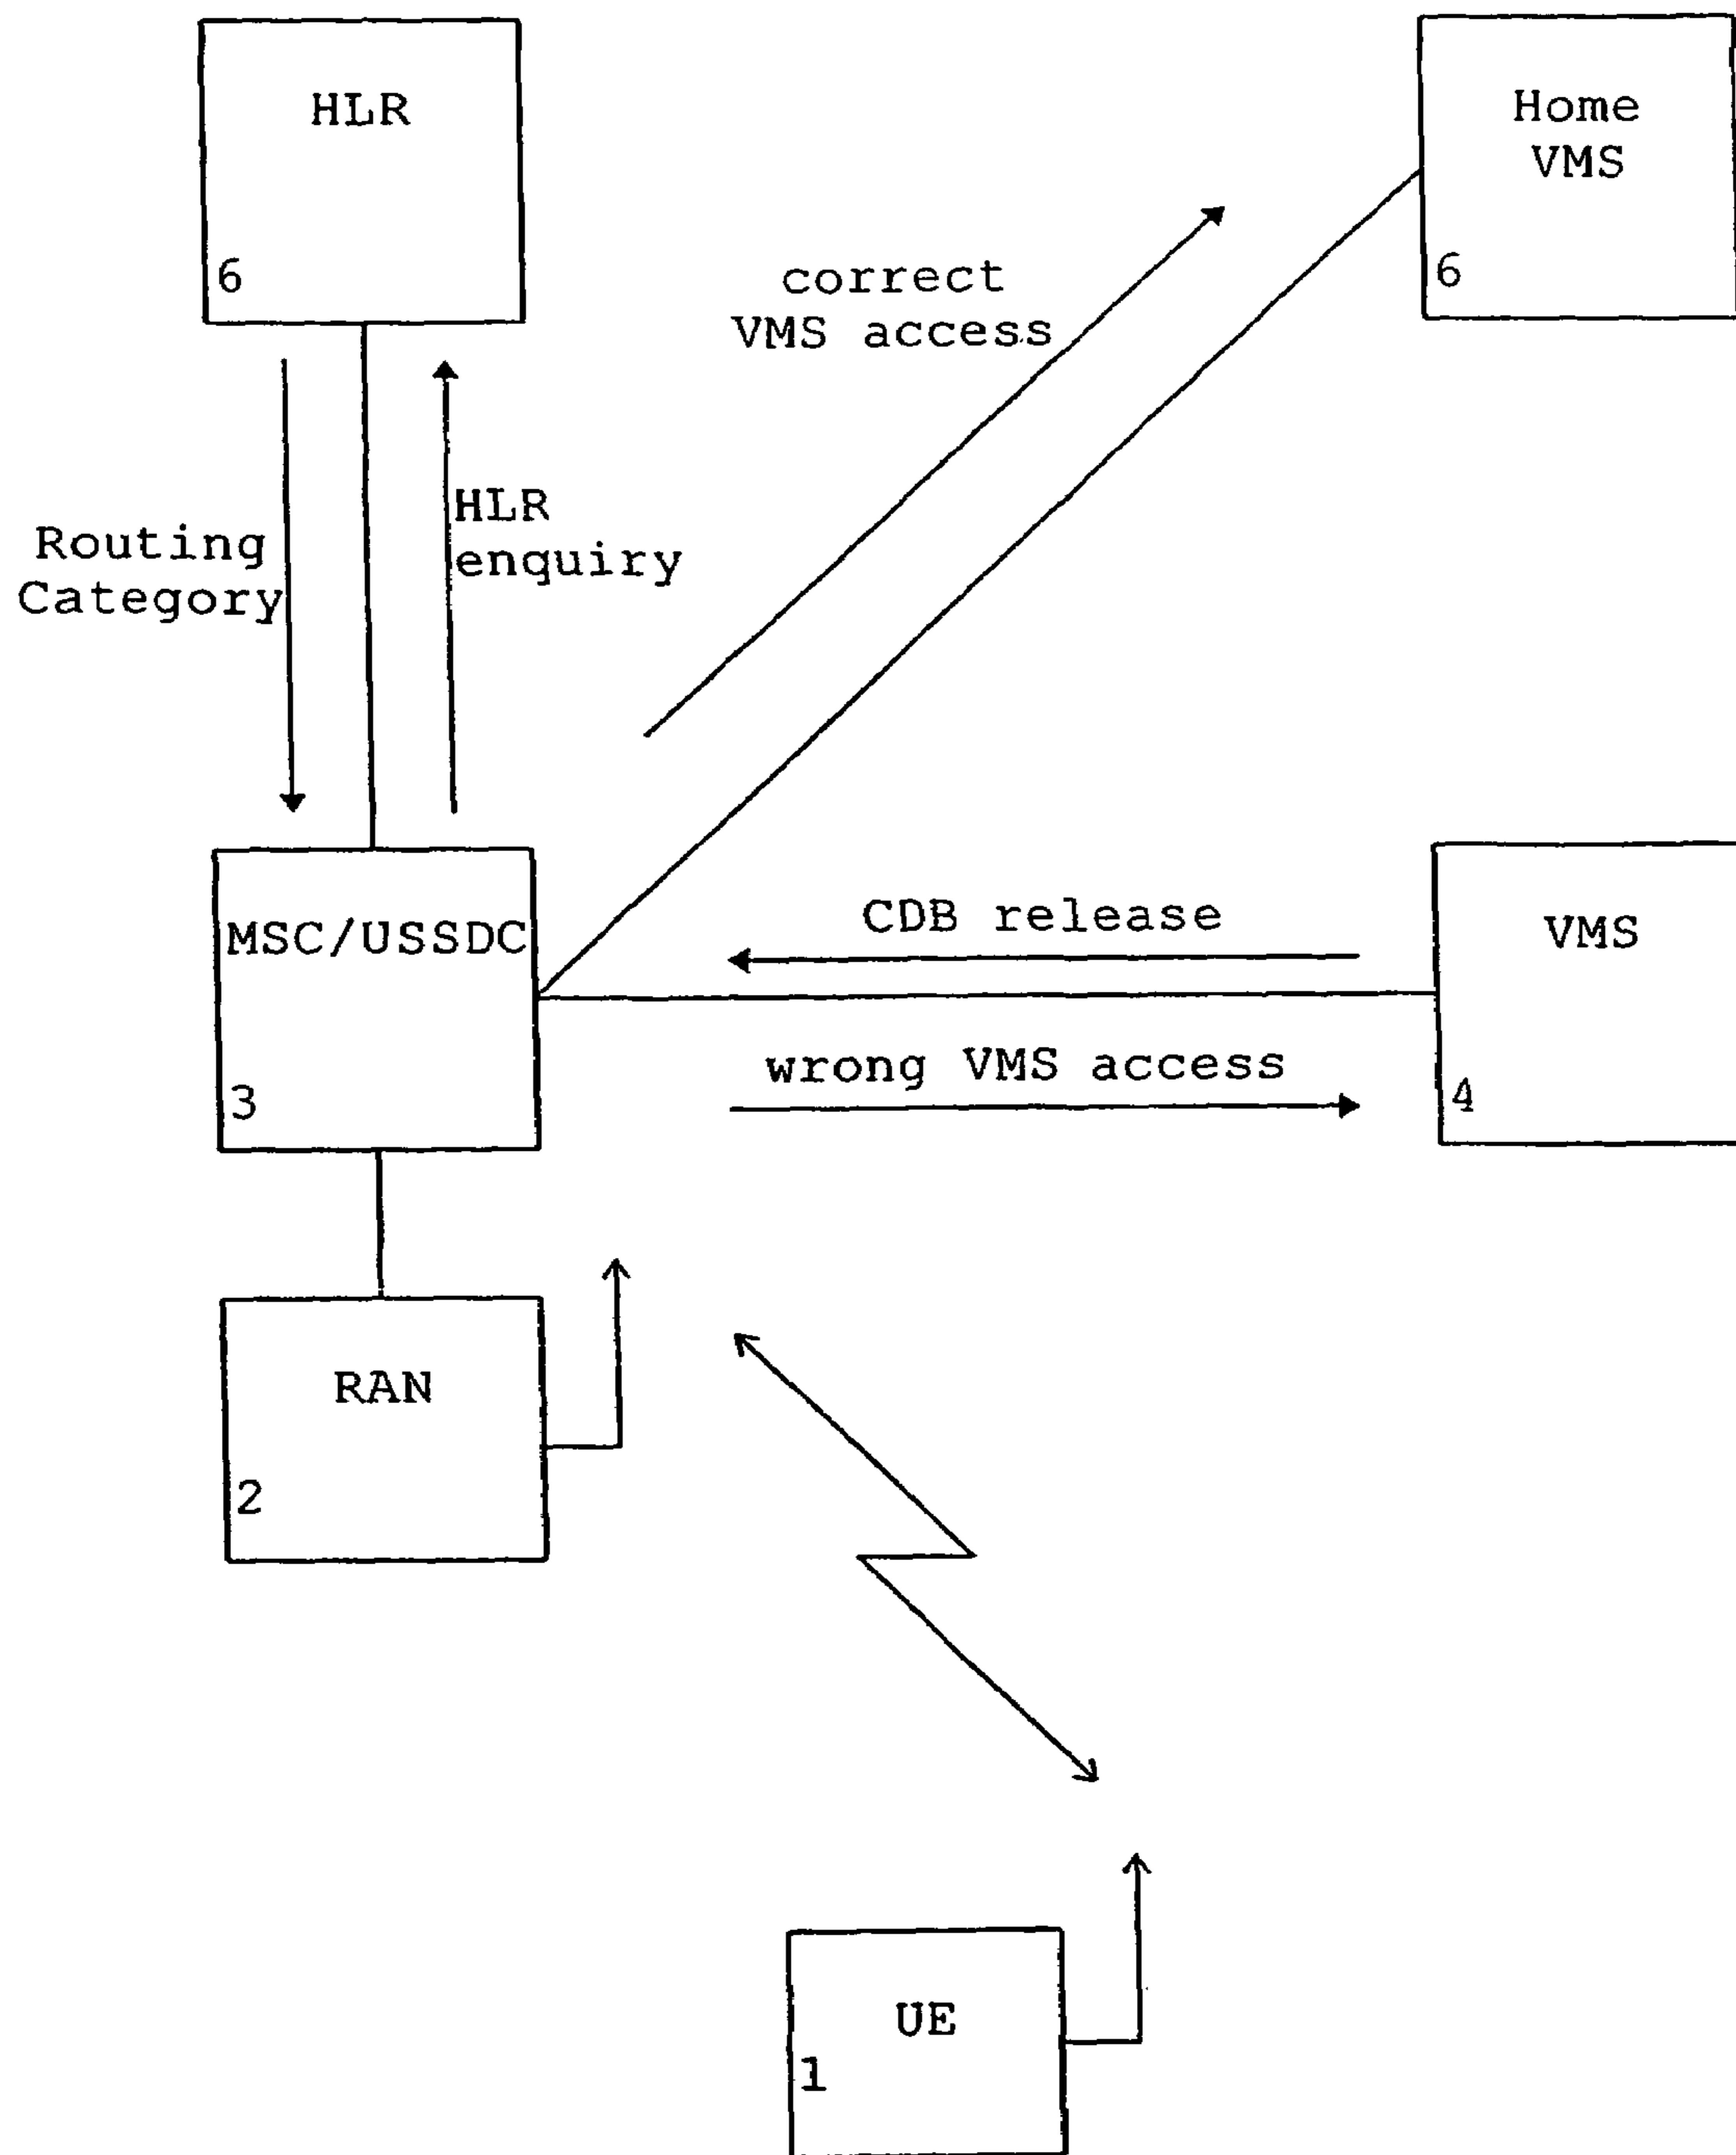 HLR
6
Home
VMS
6
correct
VMS access
Routing
Category
HLR
enquiry
MSC/USSDC
3
CDB release
wrong VMS access
VMS
4
RAN
2
UE
1